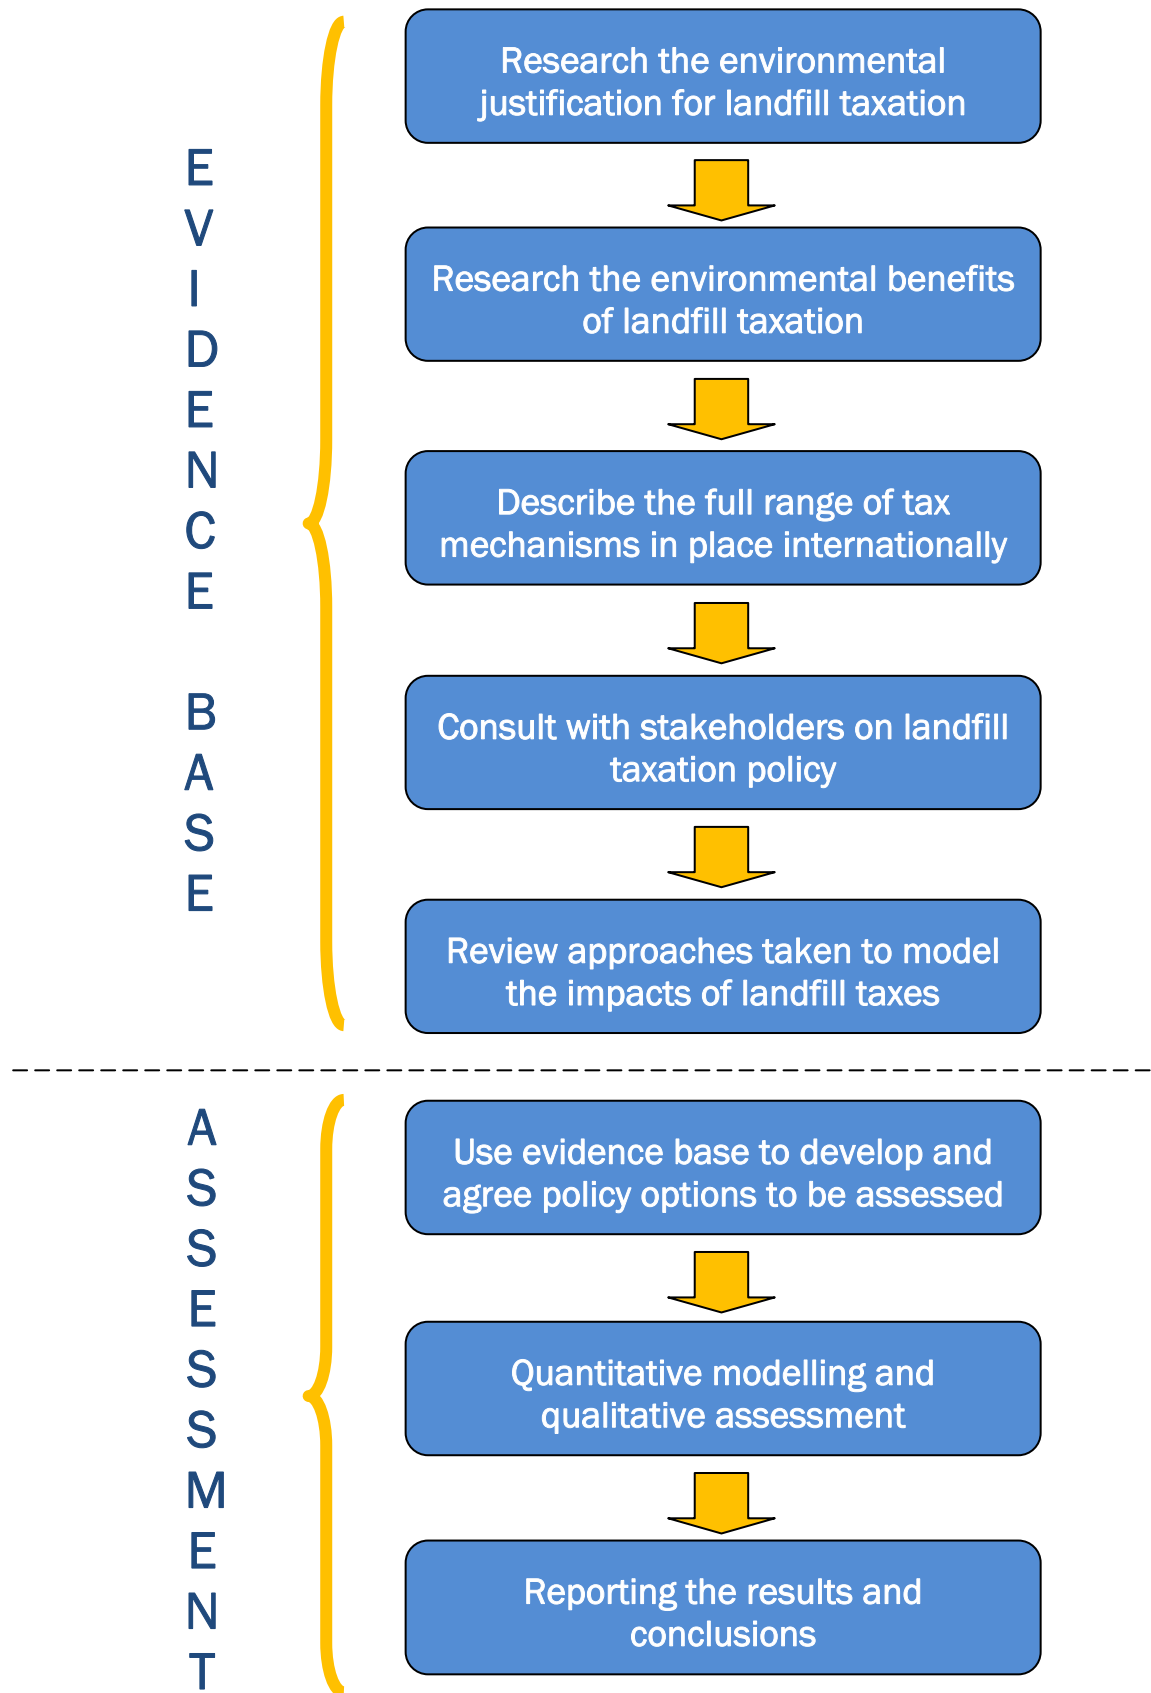 EVIDENCE BASE
Research the environmental
justification for landfill taxation
Research the environmental benefits
of landfill taxation
Describe the full range of tax
mechanisms in place internationally
Consult with stakeholders on landfill
taxation policy
Review approaches taken to model
the impacts of landfill taxes
ASSESSMENT
Use evidence base to develop and
agree policy options to be assessed
Quantitative modelling and
qualitative assessment
Reporting the results and
conclusions